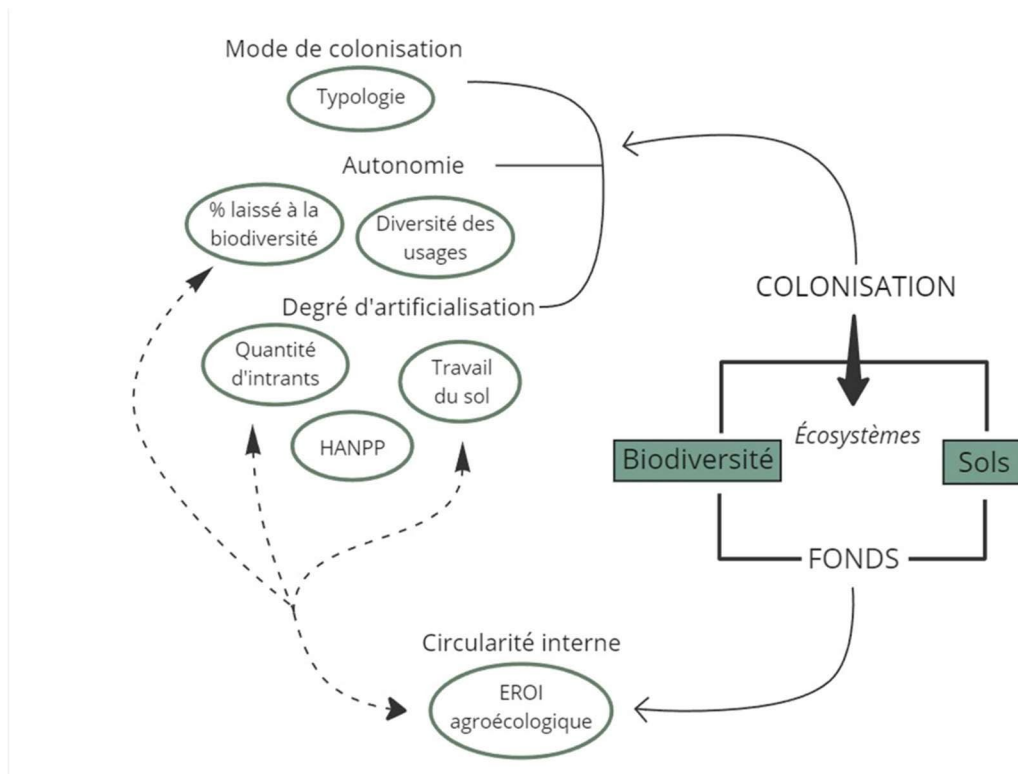 Mode de colonisation
Typologie
Autonomie
% laissé à la
biodiversité
Diversité des
usages
Degré d'artificialisation
Quantité
d'intrants
Travail
du sol
HANPP
COLONISATION
Écosystèmes
Biodiversité
Sols
FONDS
Circularité interne
EROI
agroécologique